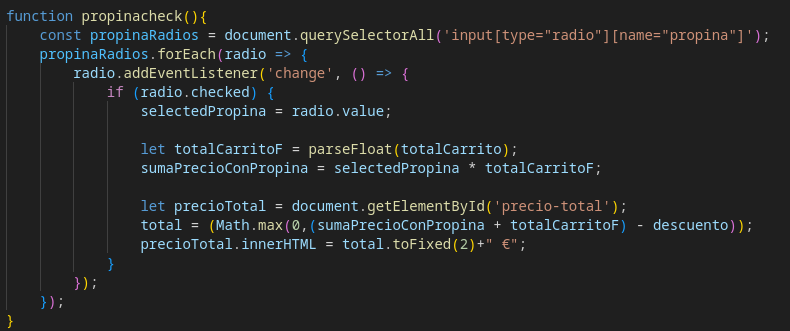 function propinacheck(){
    const propinaRadios = document.querySelectorAll('input[type="radio"][name="propina"]');
    propinaRadios.forEach(radio => {
        radio.addEventListener('change', () => {
            if (radio.checked) {
                selectedPropina = radio.value;

                let totalCarritoF = parseFloat(totalCarrito);
                sumaPrecioConPropina = selectedPropina * totalCarritoF;

                let precioTotal = document.getElementById('precio-total');
                total = (Math.max(0,(sumaPrecioConPropina + totalCarritoF) - descuento));
                precioTotal.innerHTML = total.toFixed(2)+" €";
            }
        });
    });
}